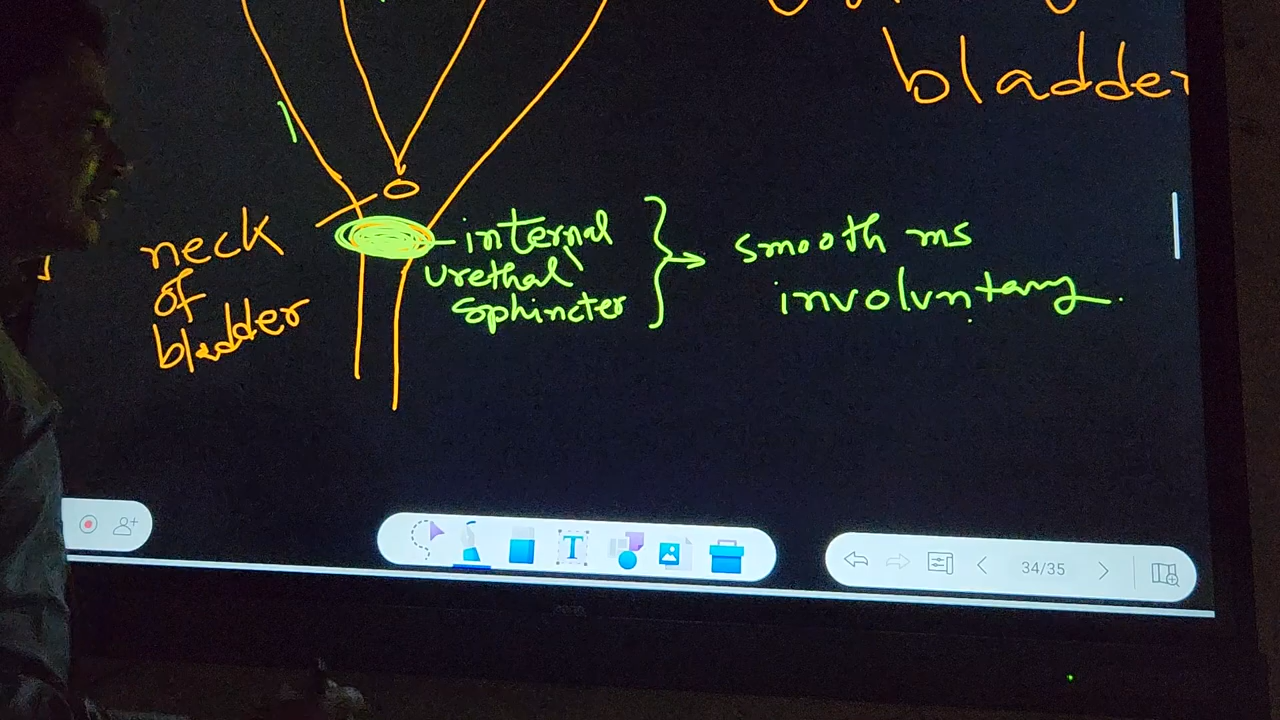 bladder
neck
of
bladder
internal
urethal
sphincter
smooth ms
involuntary.
T
34/35